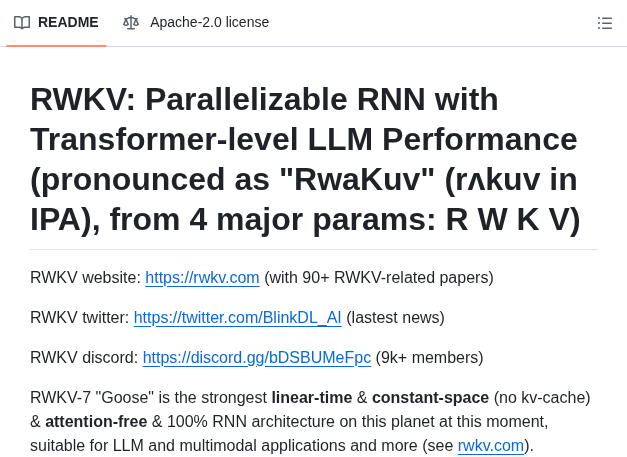 README
Apache-2.0 license
RWKV: Parallelizable RNN with
Transformer-level LLM Performance
(pronounced as "RwaKuv" (rʌkuv in
IPA), from 4 major params: R W K V)
RWKV website: https://rwkv.com (with 90+ RWKV-related papers)
RWKV twitter: https://twitter.com/BlinkDL_AI (lastest news)
RWKV discord: https://discord.gg/bDSBUMeFpc (9k+ members)
RWKV-7 "Goose" is the strongest linear-time & constant-space (no kv-cache)
& attention-free & 100% RNN architecture on this planet at this moment,
suitable for LLM and multimodal applications and more (see rwkv.com).